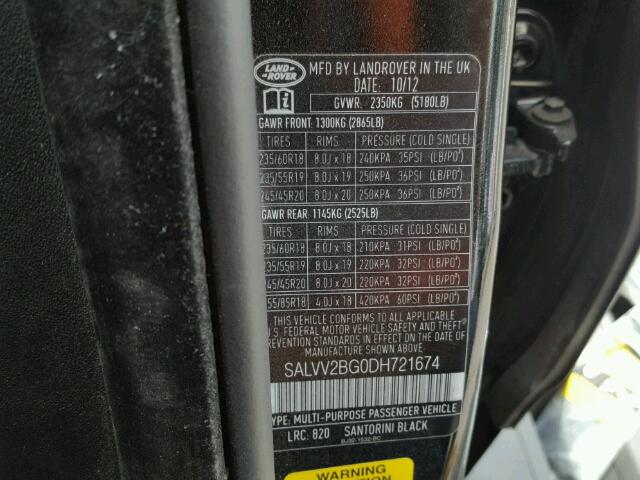 LAND ROVER
MFD BY LANDROVER IN THE UK
DATE: 10/12
GVWR: 2350KG (5180LB)
GAWR FRONT: 1300KG (2865LB)
TIRES RIMS PRESSURE (COLD SINGLE)
235/60R18 8.0J x 18 240KPA 35PSI (LB/PO²)
235/55R19 8.0J x 19 250KPA 36PSI (LB/PO²)
245/45R20 8.0J x 20 250KPA 36PSI (LB/PO²)
GAWR REAR: 1145KG (2525LB)
TIRES RIMS PRESSURE (COLD SINGLE)
235/60R18 8.0J x 18 210KPA 31PSI (LB/PO²)
35/55R19 8.0J x 19 220KPA 32PSI (LB/PO²)
45/45R20 8.0J x 20 220KPA 32PSI (LB/PO²)
55/85R18 4.0J x 18 420KPA 60PSI (LB/PO²)
THIS VEHICLE CONFORMS TO ALL APPLICABLE
U.S. FEDERAL MOTOR VEHICLE SAFETY AND THEFT
PREVENTION STANDARDS IN EFFECT ON THE DATE OF
MANUFACTURE SHOWN ABOVE
SALVV2BG0DH721674
TYPE: MULTI-PURPOSE PASSENGER VEHICLE
LRC: 820 SANTORINI BLACK
BJ32-1532-BC
WARNING